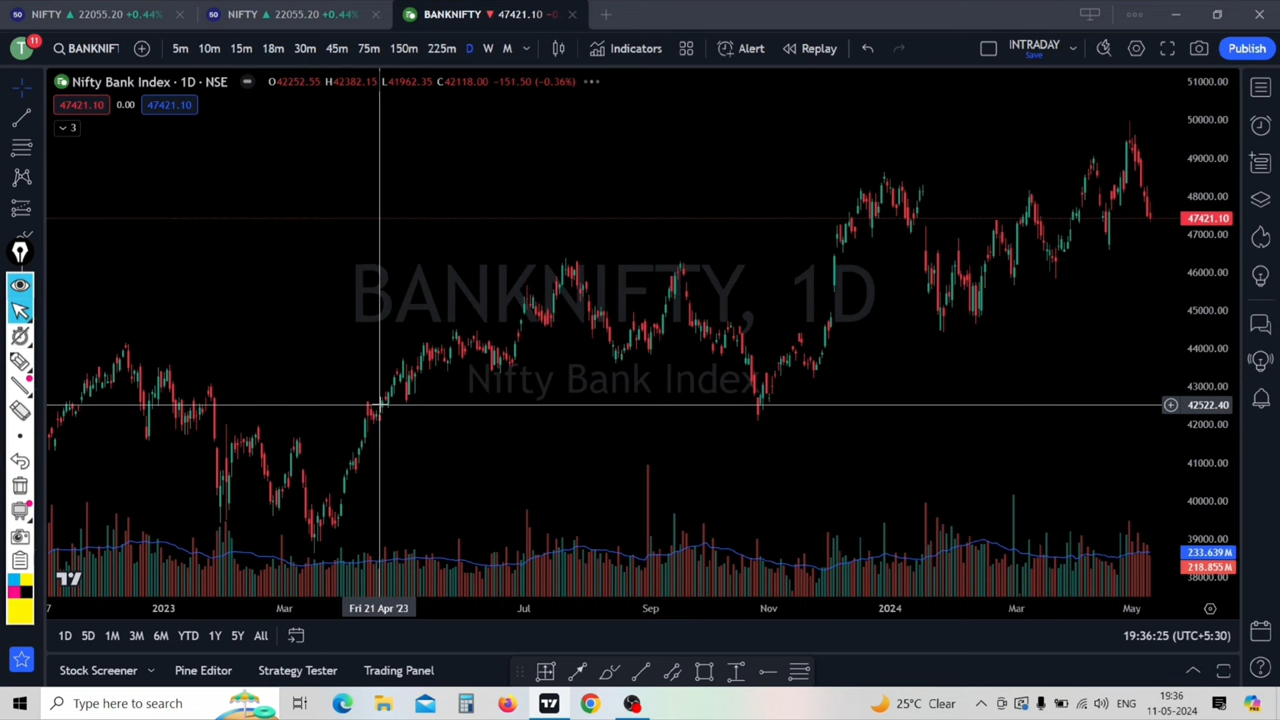 50 NIFTY ▲ 22055.20 +0.44% × 50 NIFTY ▲ 22055.20 +0.44% × BANKNIFTY ▼ 47421.10 −0 × +
T 11 BANKNIFT 5m 10m 15m 18m 30m 45m 75m 150m 225m D W M Indicators Alert Replay INTRADAY Publish
Save
Nifty Bank Index · 1D · NSE O42252.55 H42382.15 L41962.35 C42118.00 −151.50 (−0.36%)
47421.10 0.00 47421.10
3
BANKNIFTY, 1D
Nifty Bank Index
51000.00
50000.00
49000.00
48000.00
47421.10
47000.00
46000.00
45000.00
44000.00
43000.00
42522.40
42000.00
41000.00
40000.00
39000.00
233.639M
218.855M
38000.00
7 2023 Mar Fri 21 Apr '23 Jul Sep Nov 2024 Mar May
1D 5D 1M 3M 6M YTD 1Y 5Y All 19:36:25 (UTC+5:30)
Stock Screener Pine Editor Strategy Tester Trading Panel
Type here to search 25°C Clear ENG 19:36
11-05-2024